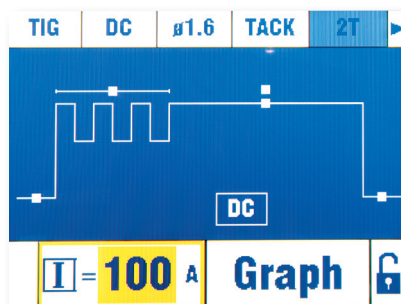 TIG DC ø1.6 TACK 2T
DC
I = 100 A Graph